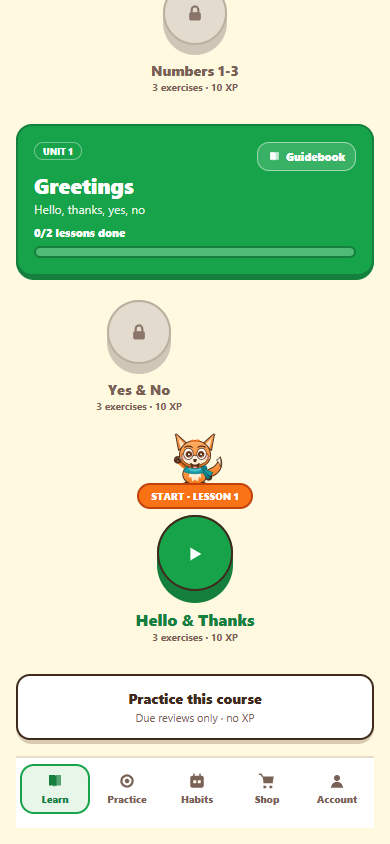 Numbers 1-3
3 exercises · 10 XP
UNIT 1
Guidebook
Greetings
Hello, thanks, yes, no
0/2 lessons done
Yes & No
3 exercises · 10 XP
START · LESSON 1
Hello & Thanks
3 exercises · 10 XP
Practice this course
Due reviews only · no XP
Learn
Practice
Habits
Shop
Account